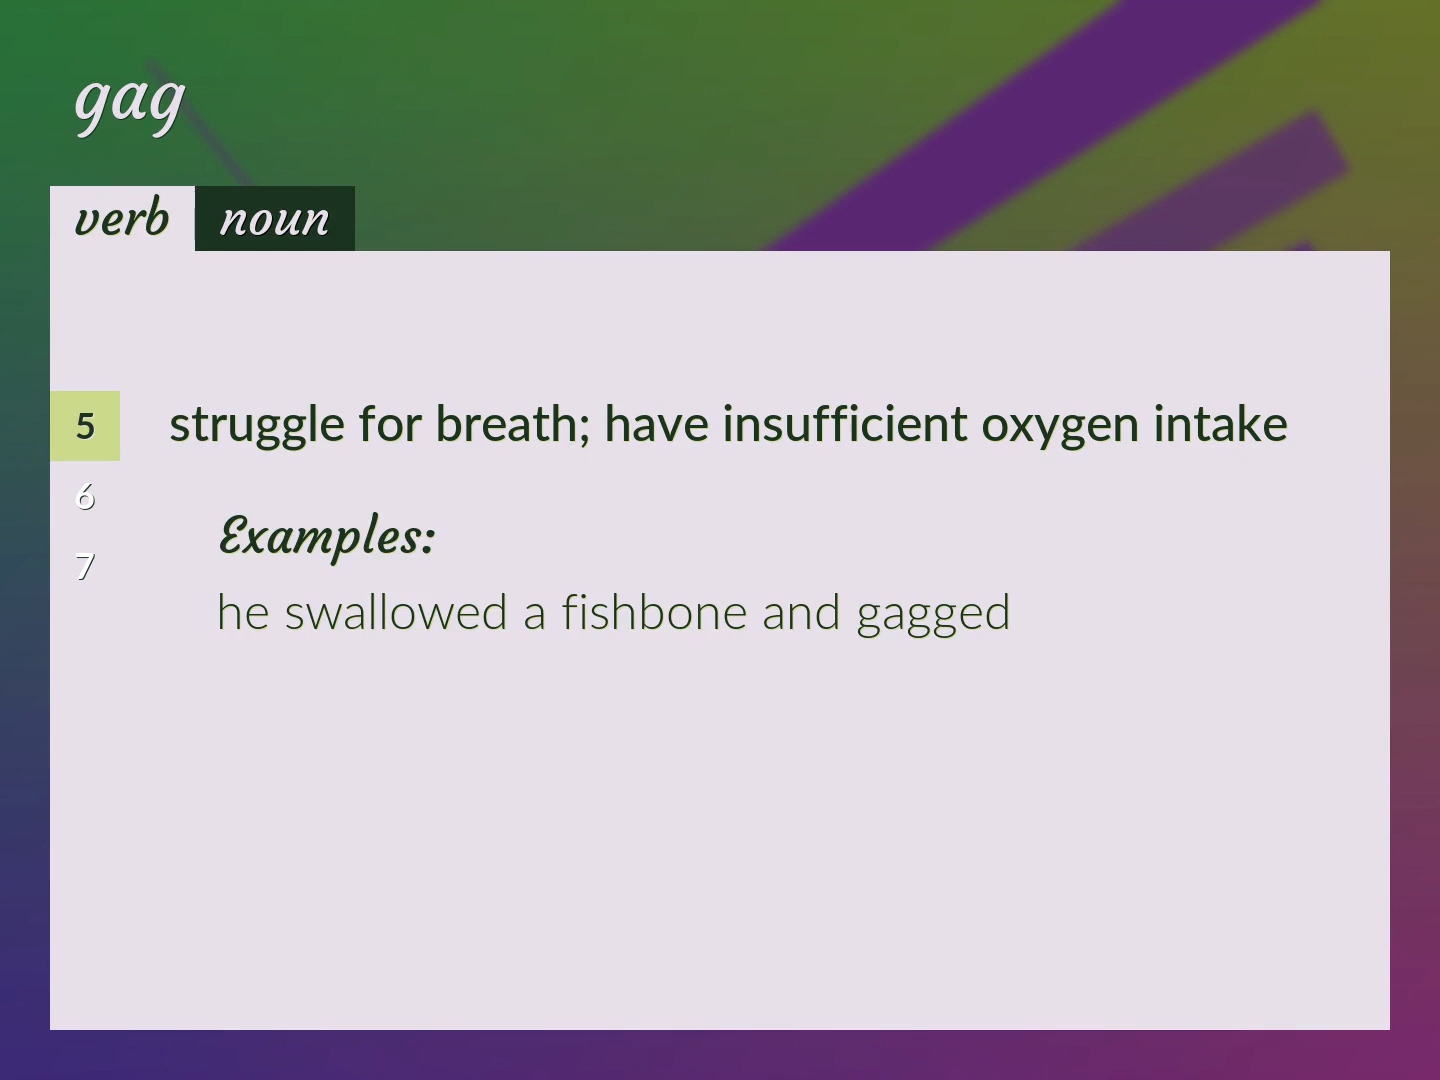 gag
verb noun
5 struggle for breath; have insufficient oxygen intake
6
Examples:
7
he swallowed a fishbone and gagged